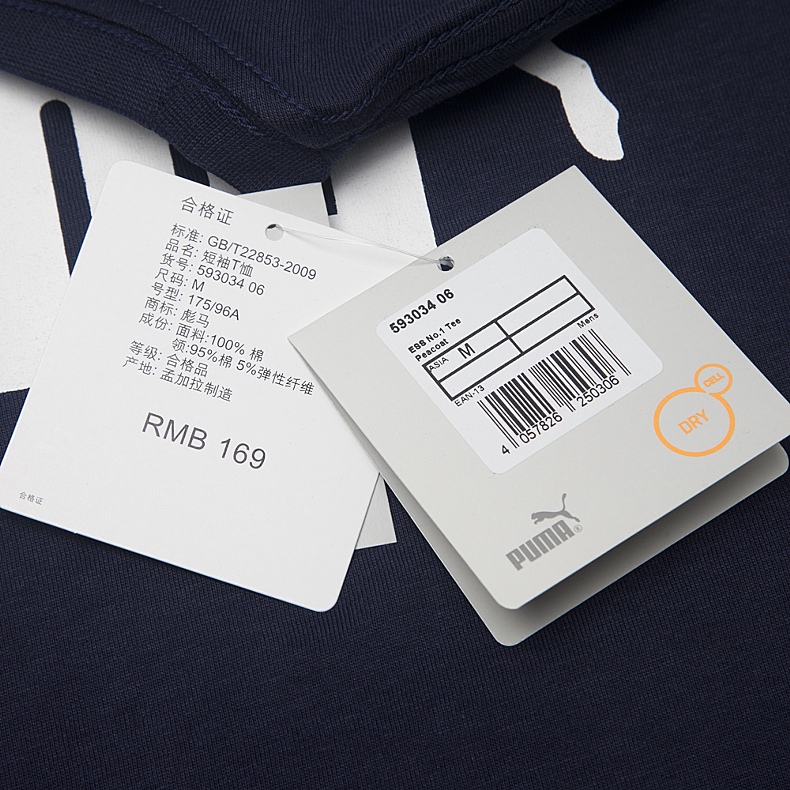 合格证
标准: GB/T22853-2009
品名: 短袖T恤
货号: 593034 06
尺码: M
号型: 175/96A
商标: 彪马
成份: 面料:100% 棉
领:95%棉 5%弹性纤维
等级: 合格品
产地: 孟加拉制造
RMB 169
合格证
593034 06
ESS No.1 Tee
Peacoat
Mens
ASIA M
EAN-13
4 057826 250306
DRY CELL
PUMA®